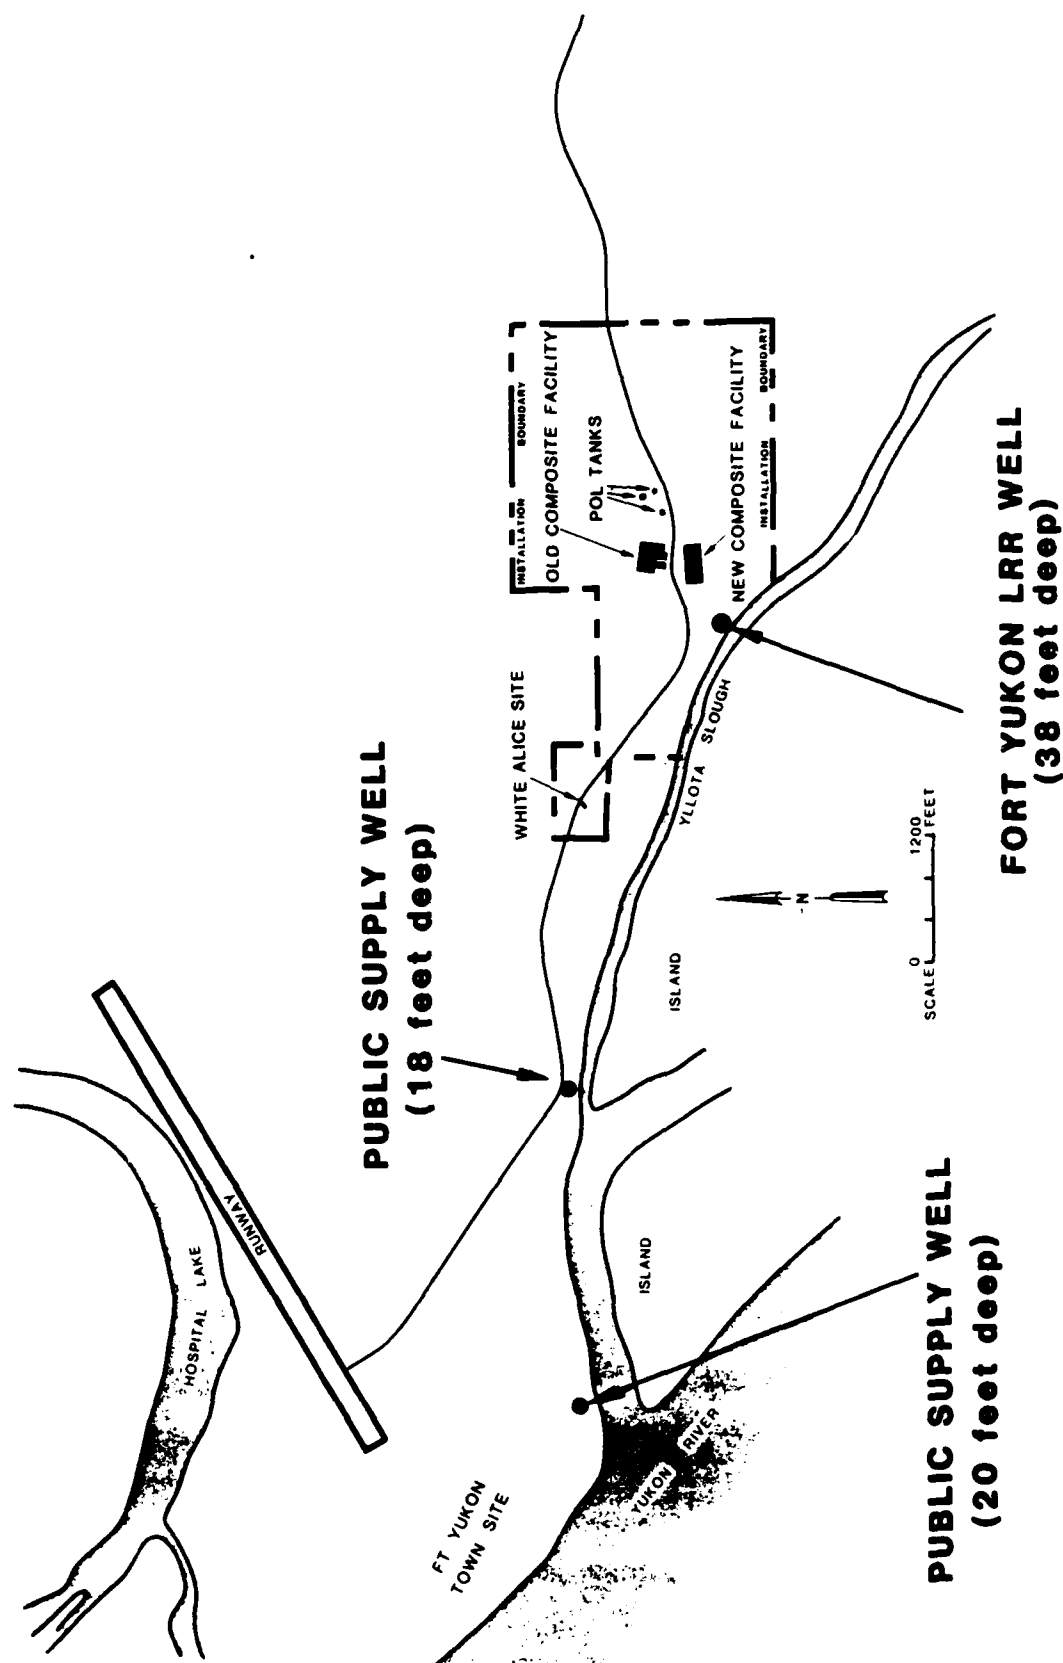 HOSPITAL LAKE
RUNWAY
FT YUKON
TOWN SITE
YUKON RIVER
ISLAND
PUBLIC SUPPLY WELL
(18 feet deep)
PUBLIC SUPPLY WELL
(20 feet deep)
ISLAND
WHITE ALICE SITE
YLLOTA SLOUGH
INSTALLATION BOUNDARY
OLD COMPOSITE FACILITY
POL TANKS
NEW COMPOSITE FACILITY
INSTALLATION BOUNDARY
-N-
SCALE 0 1200 FEET
FORT YUKON LRR WELL
(38 feet deep)